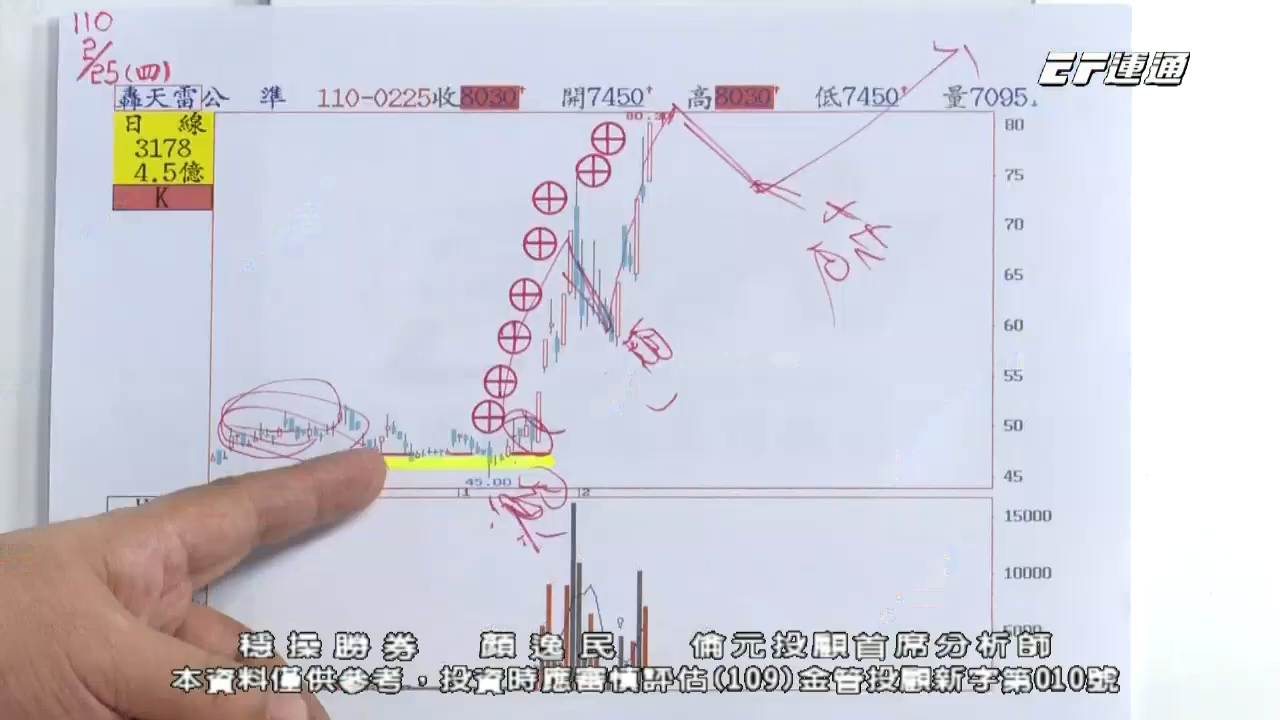 110
2/25(四)
EF運通
轟天雷公準 110-0225收8030 開7450 高8030 低7450 量7095
日線
3178
4.5億
K
80.30
80
75
70
65
60
55
50
45
45.00
1
2
15000
10000
5000
穩操勝券 顏逸民 倫元投顧首席分析師
本資料僅供參考，投資時應審慎評估(109)金管投顧新字第010號